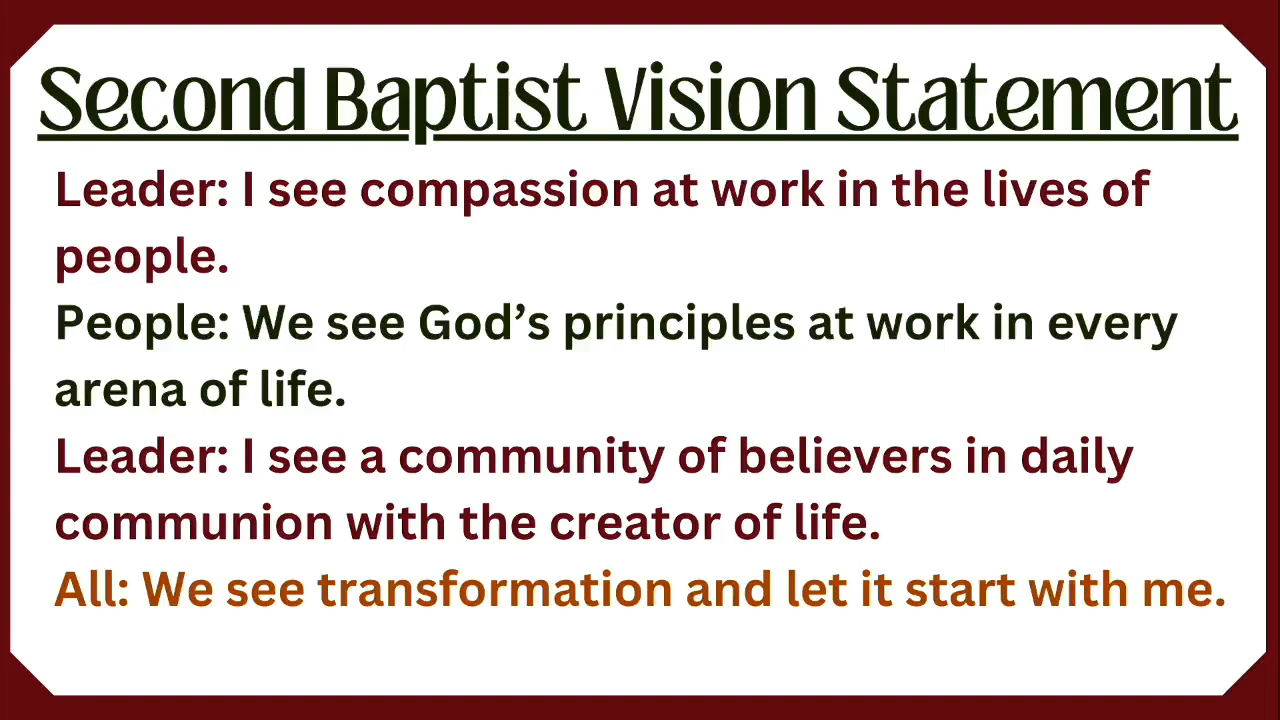 Second Baptist Vision Statement
Leader: I see compassion at work in the lives of
people.
People: We see God’s principles at work in every
arena of life.
Leader: I see a community of believers in daily
communion with the creator of life.
All: We see transformation and let it start with me.